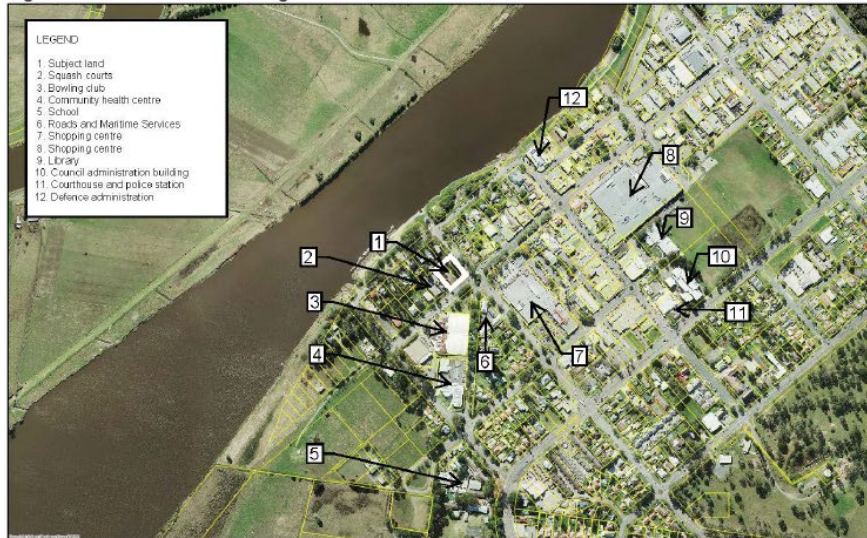 LEGEND
1. Subject land
2. Squash courts
3. Bowling club
4. Community health centre
5. School
6. Roads and Maritime Services
7. Shopping centre
8. Shopping centre
9. Library
10. Council administration building
11. Courthouse and police station
12. Defence administration
12
8
9
1
10
2
3
11
6
7
4
5